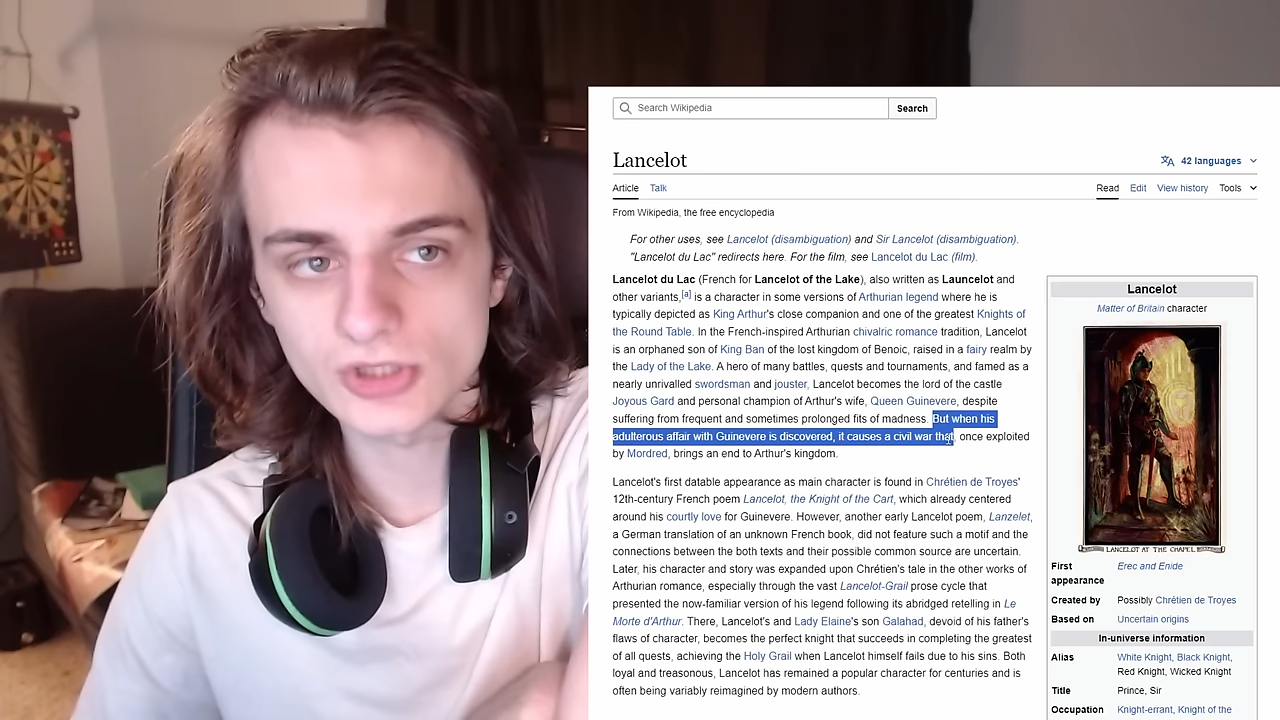 Search Wikipedia
Search
Lancelot
42 languages
Article Talk
Read Edit View history Tools
From Wikipedia, the free encyclopedia
For other uses, see Lancelot (disambiguation) and Sir Lancelot (disambiguation).
"Lancelot du Lac" redirects here. For the film, see Lancelot du Lac (film).
Lancelot du Lac (French for Lancelot of the Lake), also written as Launcelot and
other variants,[a] is a character in some versions of Arthurian legend where he is
typically depicted as King Arthur's close companion and one of the greatest Knights of
the Round Table. In the French-inspired Arthurian chivalric romance tradition, Lancelot
is an orphaned son of King Ban of the lost kingdom of Benoic, raised in a fairy realm by
the Lady of the Lake. A hero of many battles, quests and tournaments, and famed as a
nearly unrivalled swordsman and jouster, Lancelot becomes the lord of the castle
Joyous Gard and personal champion of Arthur's wife, Queen Guinevere, despite
suffering from frequent and sometimes prolonged fits of madness. But when his
adulterous affair with Guinevere is discovered, it causes a civil war that, once exploited
by Mordred, brings an end to Arthur's kingdom.
Lancelot's first datable appearance as main character is found in Chrétien de Troyes'
12th-century French poem Lancelot, the Knight of the Cart, which already centered
around his courtly love for Guinevere. However, another early Lancelot poem, Lanzelet,
a German translation of an unknown French book, did not feature such a motif and the
connections between the both texts and their possible common source are uncertain.
Later, his character and story was expanded upon Chrétien's tale in the other works of
Arthurian romance, especially through the vast Lancelot-Grail prose cycle that
presented the now-familiar version of his legend following its abridged retelling in Le
Morte d'Arthur. There, Lancelot's and Lady Elaine's son Galahad, devoid of his father's
flaws of character, becomes the perfect knight that succeeds in completing the greatest
of all quests, achieving the Holy Grail when Lancelot himself fails due to his sins. Both
loyal and treasonous, Lancelot has remained a popular character for centuries and is
often being variably reimagined by modern authors.
Lancelot
Matter of Britain character
LANCELOT AT THE CHAPEL
First appearance Erec and Enide
Created by Possibly Chrétien de Troyes
Based on Uncertain origins
In-universe information
Alias White Knight, Black Knight,
Red Knight, Wicked Knight
Title Prince, Sir
Occupation Knight-errant, Knight of the